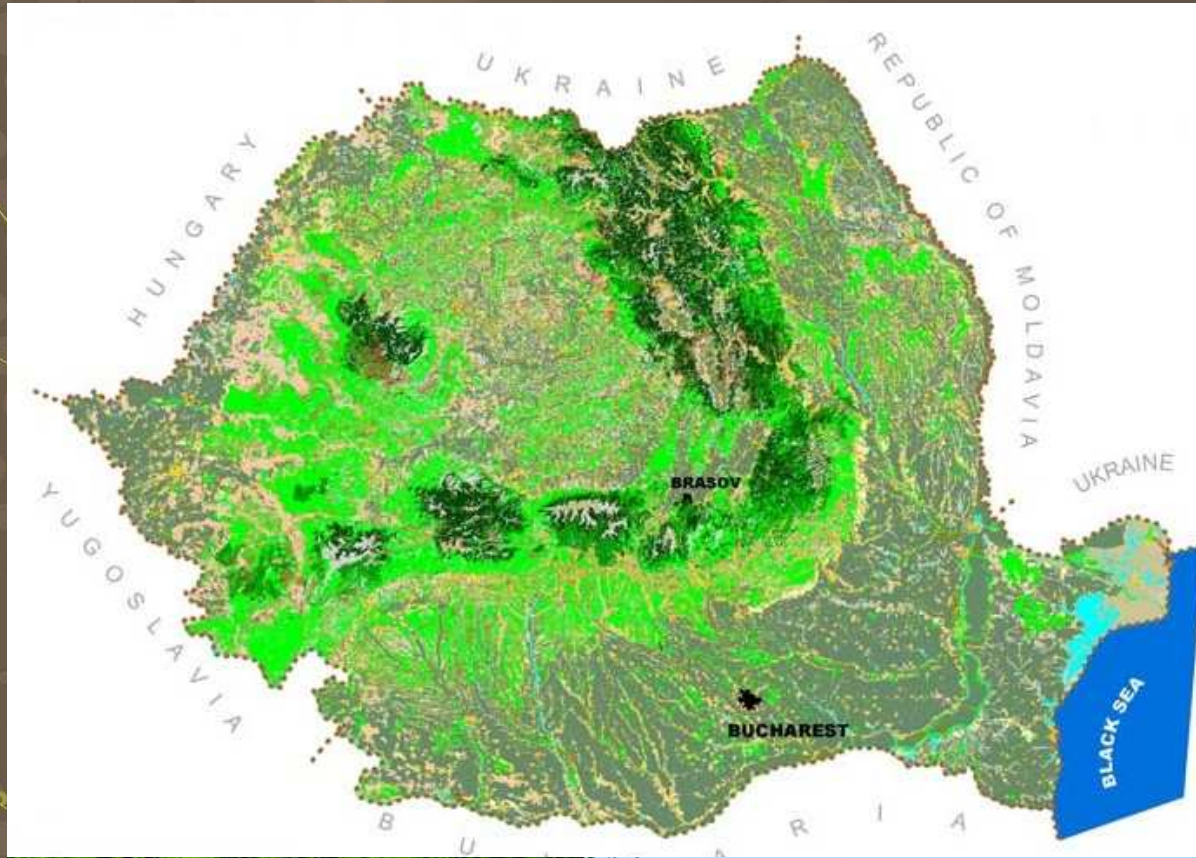 UKRAINE
REPUBLIC OF MOLDAVIA
HUNGARY
UKRAINE
BRASOV
YUGOSLAVIA
BUCHAREST
BLACK SEA